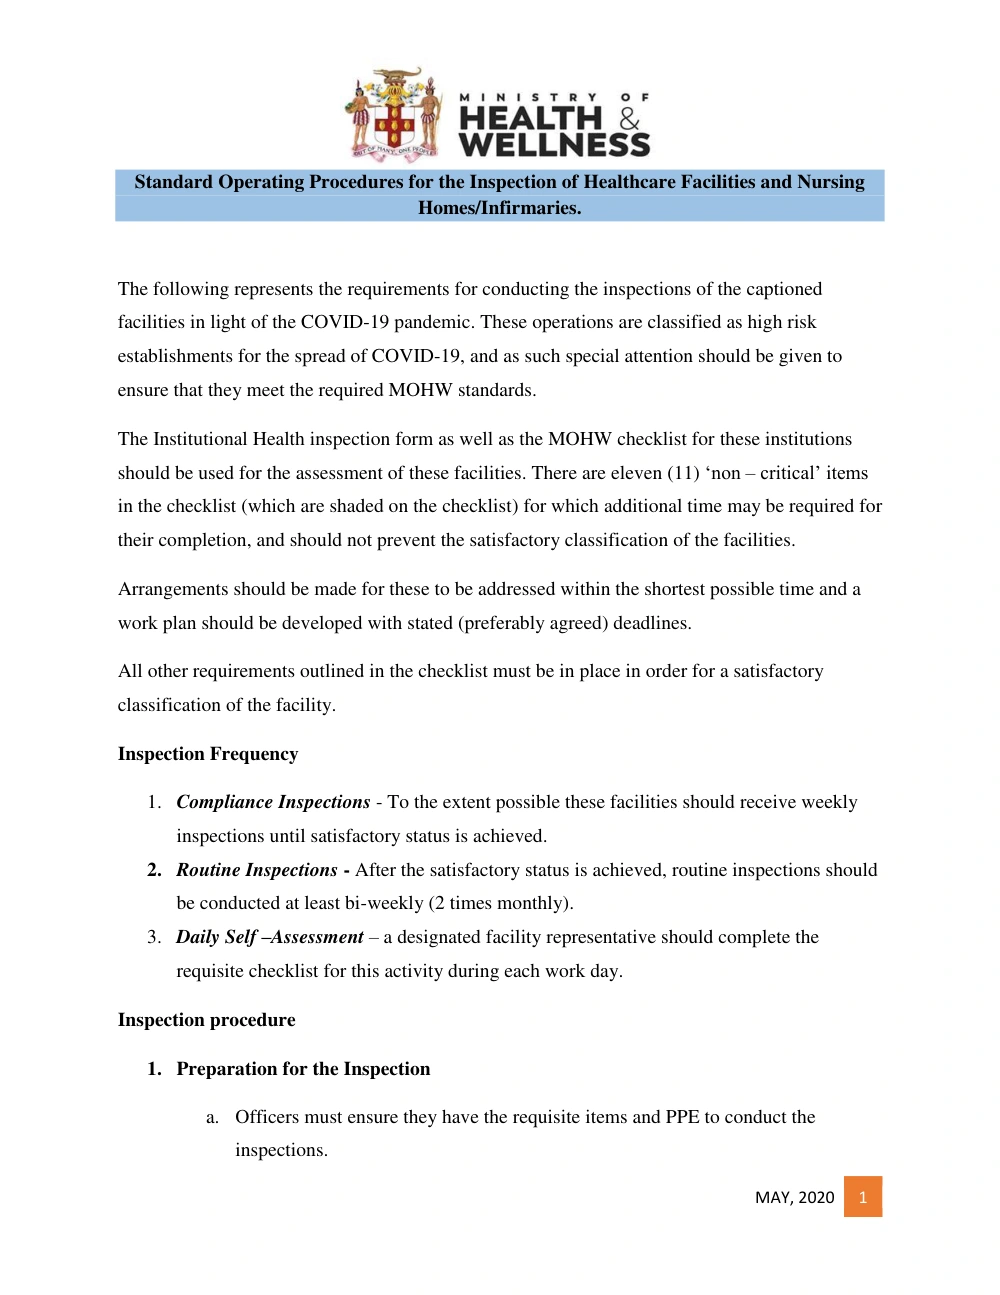 MINISTRY OF
HEALTH &
WELLNESS
OUT OF MANY, ONE PEOPLE
Standard Operating Procedures for the Inspection of Healthcare Facilities and Nursing
Homes/Infirmaries.
The following represents the requirements for conducting the inspections of the captioned
facilities in light of the COVID-19 pandemic. These operations are classified as high risk
establishments for the spread of COVID-19, and as such special attention should be given to
ensure that they meet the required MOHW standards.
The Institutional Health inspection form as well as the MOHW checklist for these institutions
should be used for the assessment of these facilities. There are eleven (11) ‘non – critical’ items
in the checklist (which are shaded on the checklist) for which additional time may be required for
their completion, and should not prevent the satisfactory classification of the facilities.
Arrangements should be made for these to be addressed within the shortest possible time and a
work plan should be developed with stated (preferably agreed) deadlines.
All other requirements outlined in the checklist must be in place in order for a satisfactory
classification of the facility.
Inspection Frequency
1. Compliance Inspections - To the extent possible these facilities should receive weekly
inspections until satisfactory status is achieved.
2. Routine Inspections - After the satisfactory status is achieved, routine inspections should
be conducted at least bi-weekly (2 times monthly).
3. Daily Self –Assessment – a designated facility representative should complete the
requisite checklist for this activity during each work day.
Inspection procedure
1. Preparation for the Inspection
a. Officers must ensure they have the requisite items and PPE to conduct the
inspections.
MAY, 2020 1